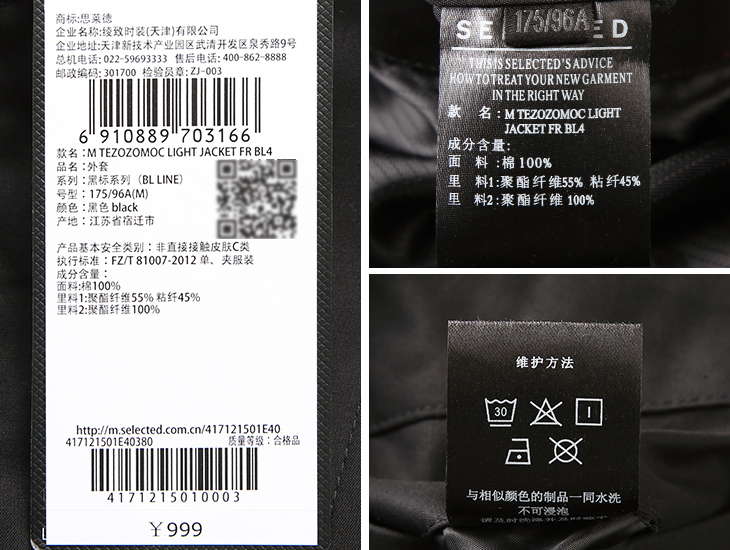 商标:思莱德
企业名称:绫致时装(天津)有限公司
企业地址:天津新技术产业园区武清开发区泉秀路9号
总机电话: 022-59693333 售后电话: 400-862-8888
邮政编码: 301700 检验员章: ZJ-003
6 910889 703166
款名: M TEZOZOMOC LIGHT JACKET FR BL4
品名: 外套
系列: 黑标系列 (BL LINE)
号型: 175/96A(M)
颜色: 黑色 black
产地: 江苏省宿迁市
产品基本安全类别: 非直接接触皮肤C类
执行标准: FZ/T 81007-2012 单、夹服装
成分含量:
面料:棉100%
里料1:聚酯纤维55% 粘纤45%
里料2:聚酯纤维100%
http://m.selected.com.cn/417121501E40
417121501E40380 质量等级: 合格品
4171215010003
¥999
175/96A
THIS IS SELECTED'S ADVICE
HOW TO TREAT YOUR NEW GARMENT
IN THE RIGHT WAY
款 名: M TEZOZOMOC LIGHT
JACKET FR BL4
成分含量:
面 料:棉 100%
里 料1:聚酯纤维55% 粘纤45%
里 料2:聚酯纤维 100%
维护方法
30
与相似颜色的制品一同水洗
不可浸泡